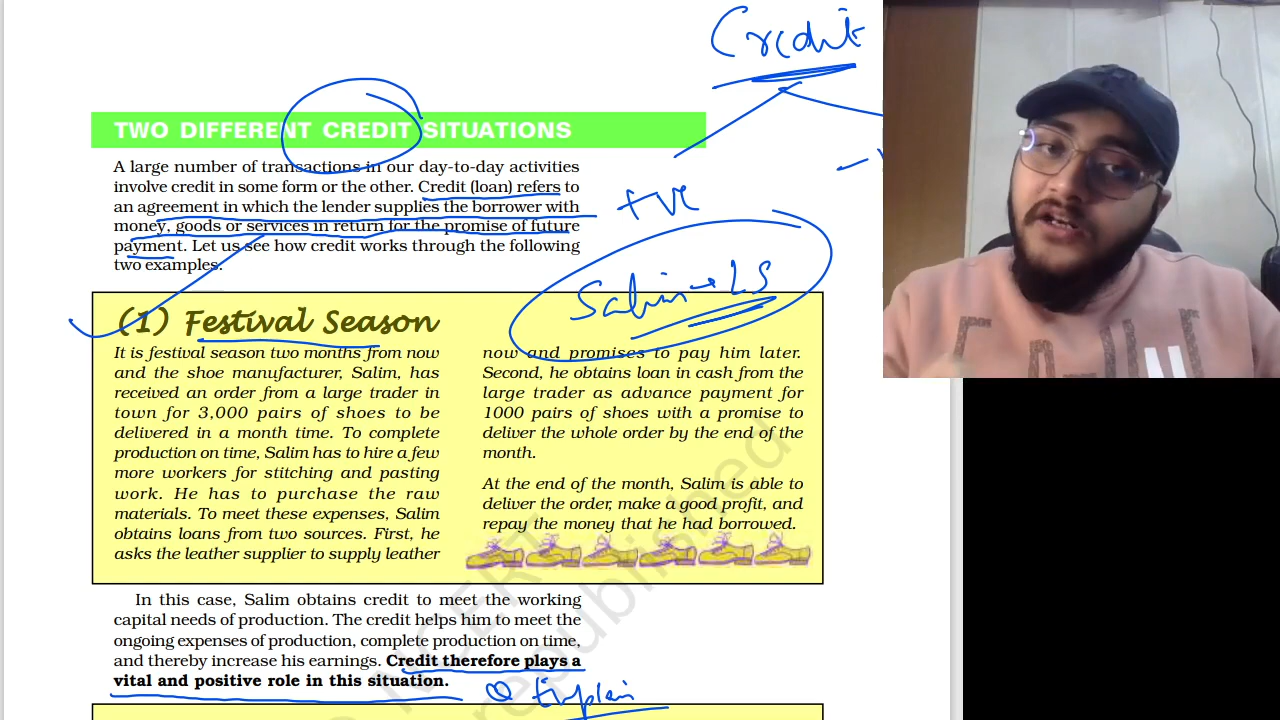 Credit
TWO DIFFERENT CREDIT SITUATIONS
A large number of transactions in our day-to-day activities
involve credit in some form or the other. Credit (loan) refers to
an agreement in which the lender supplies the borrower with
money, goods or services in return for the promise of future
payment. Let us see how credit works through the following
two examples.
+ve
Salim → LS
(1) Festival Season
It is festival season two months from now
and the shoe manufacturer, Salim, has
received an order from a large trader in
town for 3,000 pairs of shoes to be
delivered in a month time. To complete
production on time, Salim has to hire a few
more workers for stitching and pasting
work. He has to purchase the raw
materials. To meet these expenses, Salim
obtains loans from two sources. First, he
asks the leather supplier to supply leather
now and promises to pay him later.
Second, he obtains loan in cash from the
large trader as advance payment for
1000 pairs of shoes with a promise to
deliver the whole order by the end of the
month.
At the end of the month, Salim is able to
deliver the order, make a good profit, and
repay the money that he had borrowed.
In this case, Salim obtains credit to meet the working
capital needs of production. The credit helps him to meet the
ongoing expenses of production, complete production on time,
and thereby increase his earnings. Credit therefore plays a
vital and positive role in this situation.
Q Explain
NCERT
republished